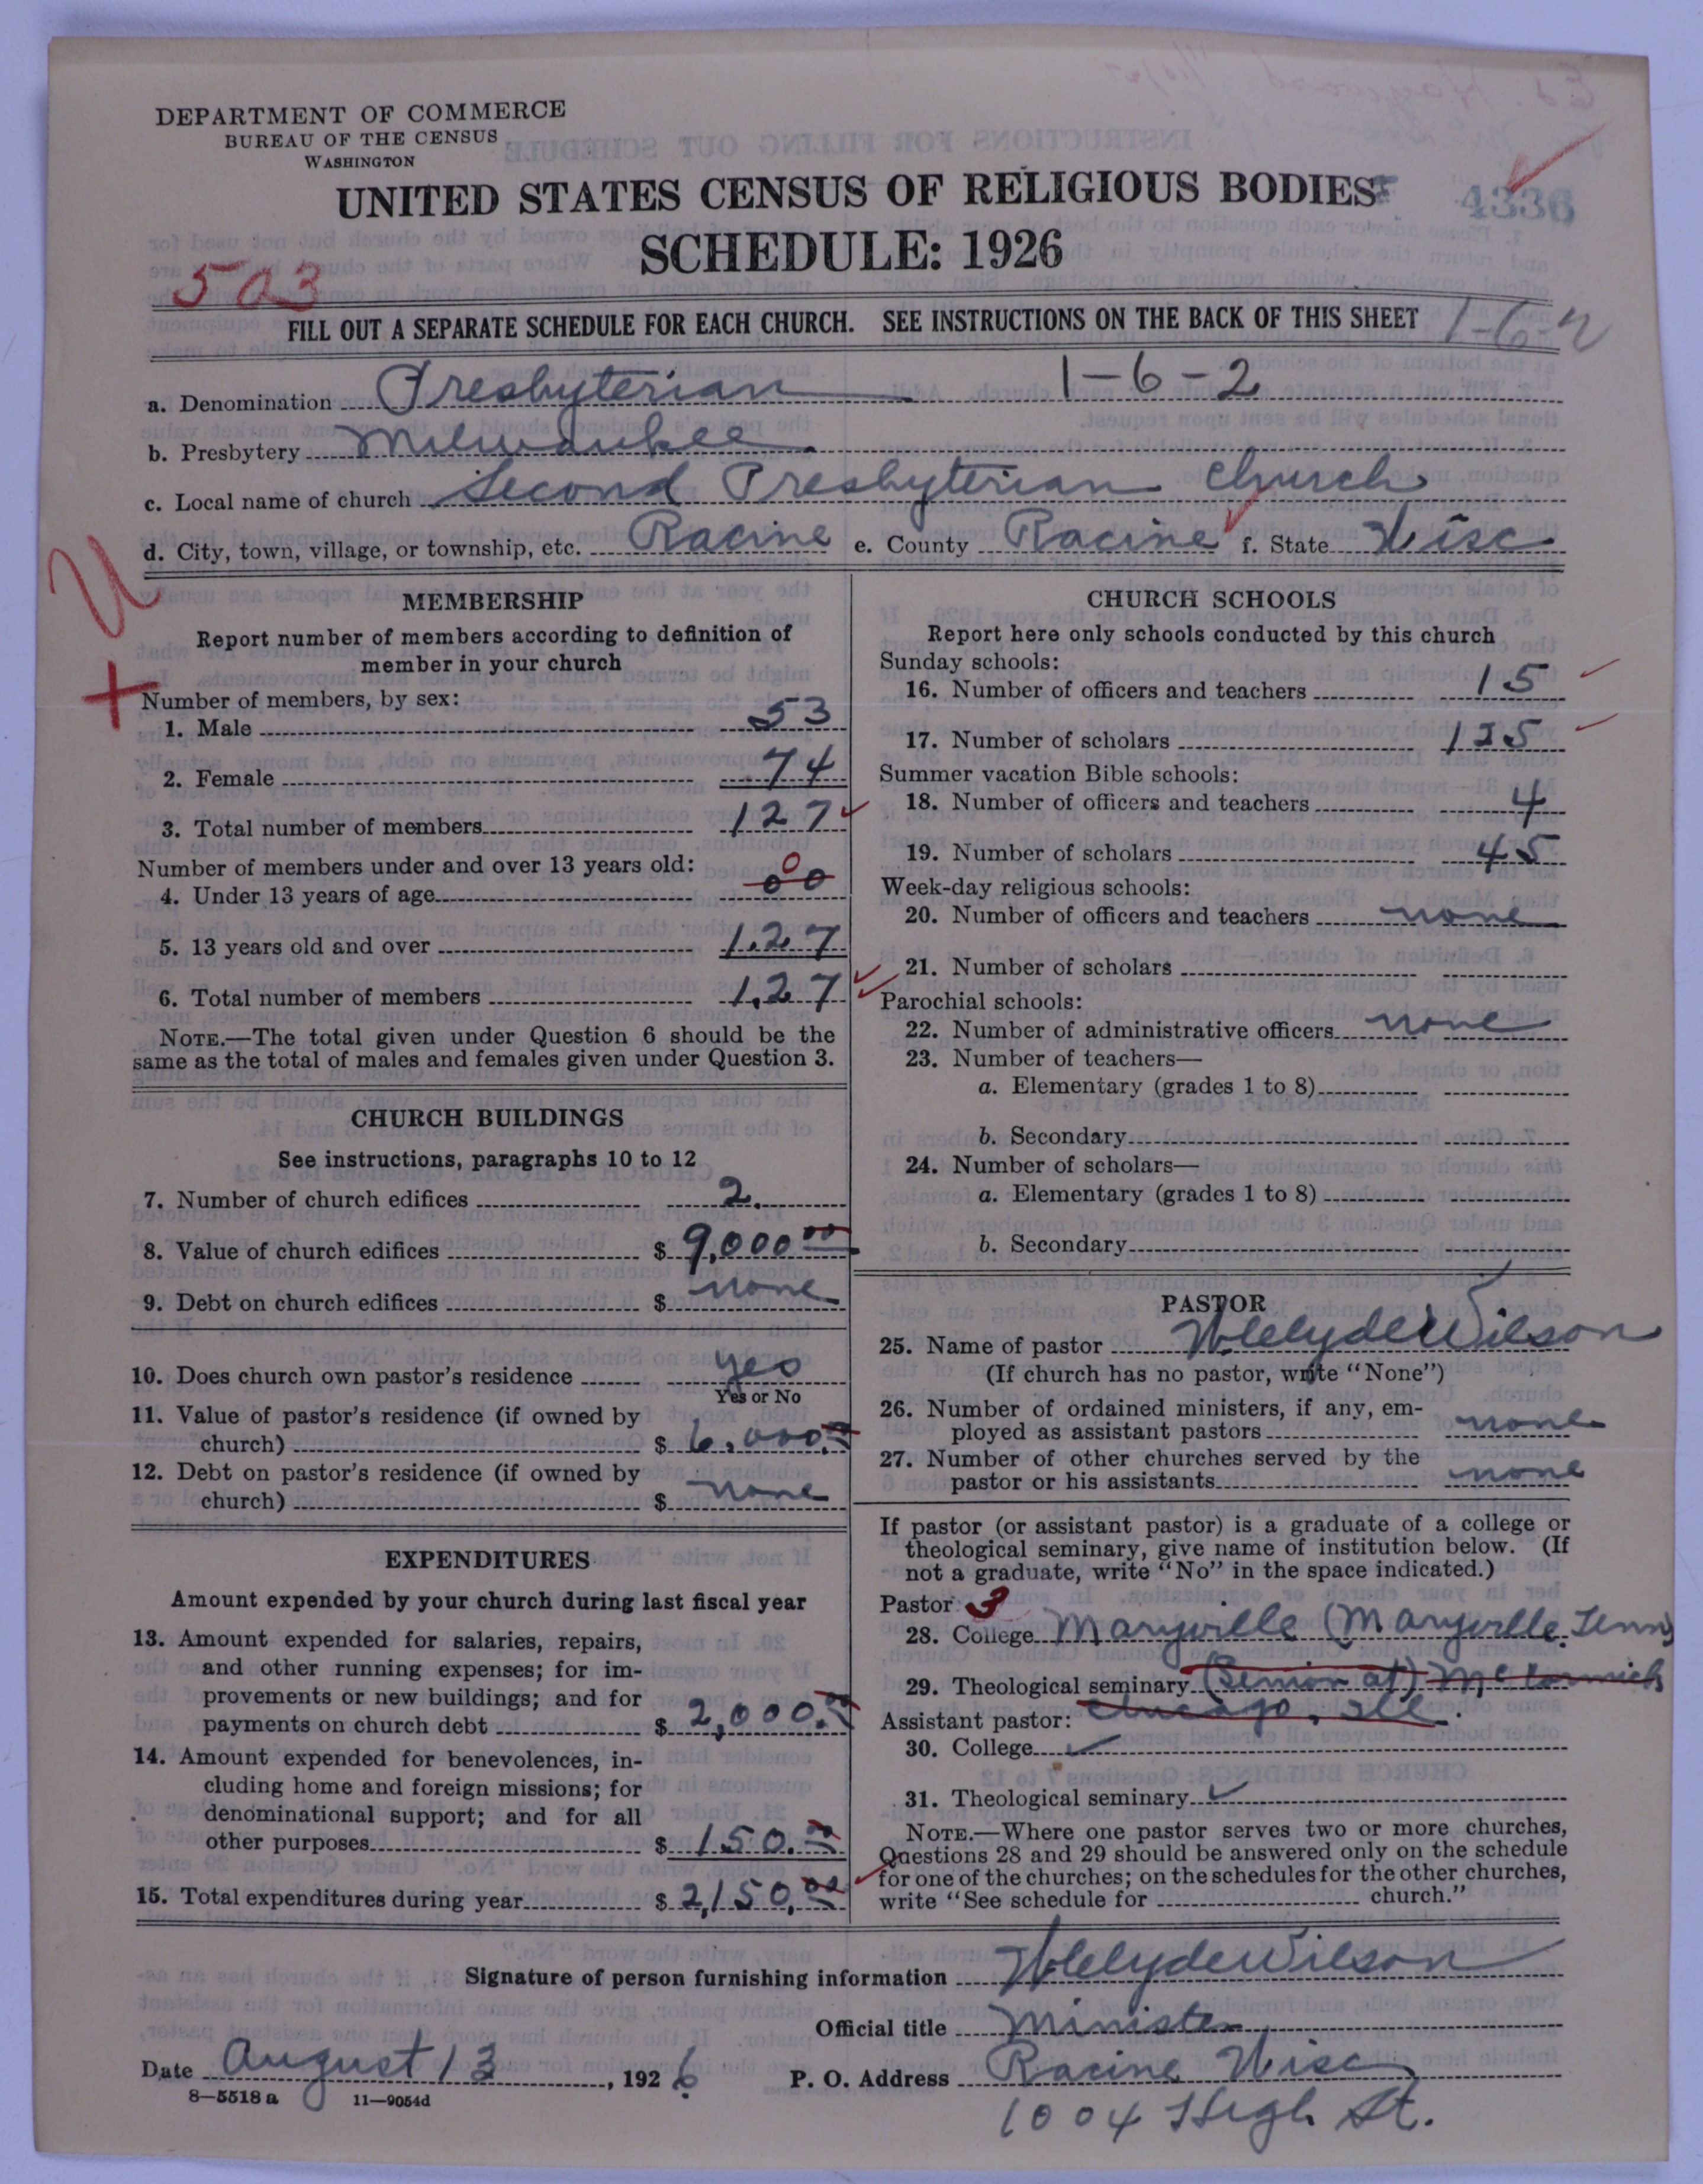 DEPARTMENT OF COMMERCE
BUREAU OF THE CENSUS
WASHINGTON
UNITED STATES CENSUS OF RELIGIOUS BODIES
4336
SCHEDULE: 1926
503
FILL OUT A SEPARATE SCHEDULE FOR EACH CHURCH. SEE INSTRUCTIONS ON THE BACK OF THIS SHEET
1-6-2
a. Denomination Presbyterian 1-6-2
b. Presbytery Milwaukee
c. Local name of church Second Presbyterian Church
d. City, town, village, or township, etc. Racine e. County Racine f. State Wisc
MEMBERSHIP
Report number of members according to definition of
member in your church
Number of members, by sex:
1. Male 53
2. Female 74
3. Total number of members 127
Number of members under and over 13 years old:
0
4. Under 13 years of age 00
5. 13 years old and over 127
6. Total number of members 127
NOTE.—The total given under Question 6 should be the
same as the total of males and females given under Question 3.
CHURCH BUILDINGS
See instructions, paragraphs 10 to 12
7. Number of church edifices 2.
8. Value of church edifices $ 9,000 00
9. Debt on church edifices $ none
10. Does church own pastor's residence yes
Yes or No
11. Value of pastor's residence (if owned by
church) $ 6,000.00
12. Debt on pastor's residence (if owned by
church) $ none
EXPENDITURES
Amount expended by your church during last fiscal year
13. Amount expended for salaries, repairs,
and other running expenses; for im-
provements or new buildings; and for
payments on church debt $ 2,000.00
14. Amount expended for benevolences, in-
cluding home and foreign missions; for
denominational support; and for all
other purposes $ 150.00
15. Total expenditures during year $ 2,150.00
CHURCH SCHOOLS
Report here only schools conducted by this church
Sunday schools:
16. Number of officers and teachers 15
17. Number of scholars
Summer vacation Bible schools:
18. Number of officers and teachers 4
19. Number of scholars 45
Week-day religious schools:
20. Number of officers and teachers none
21. Number of scholars
Parochial schools:
22. Number of administrative officers none
23. Number of teachers—
a. Elementary (grades 1 to 8)
b. Secondary
24. Number of scholars—
a. Elementary (grades 1 to 8)
b. Secondary
PASTOR
25. Name of pastor W Clyde Wilson
(If church has no pastor, write "None")
26. Number of ordained ministers, if any, em-
ployed as assistant pastors none
27. Number of other churches served by the
pastor or his assistants none
If pastor (or assistant pastor) is a graduate of a college or
theological seminary, give name of institution below. (If
not a graduate, write "No" in the space indicated.)
Pastor: 3
28. College Maryville (Maryville, Tenn)
29. Theological seminary (Senior at) McCormick
Assistant pastor: Chicago, Ill.
30. College
31. Theological seminary
NOTE.—Where one pastor serves two or more churches,
Questions 28 and 29 should be answered only on the schedule
for one of the churches; on the schedules for the other churches,
write "See schedule for church."
Signature of person furnishing information W Clyde Wilson
Official title Minister
Date August 13, 1926 P. O. Address Racine Wisc
8—5518 a 11—9054d
1004 High St.